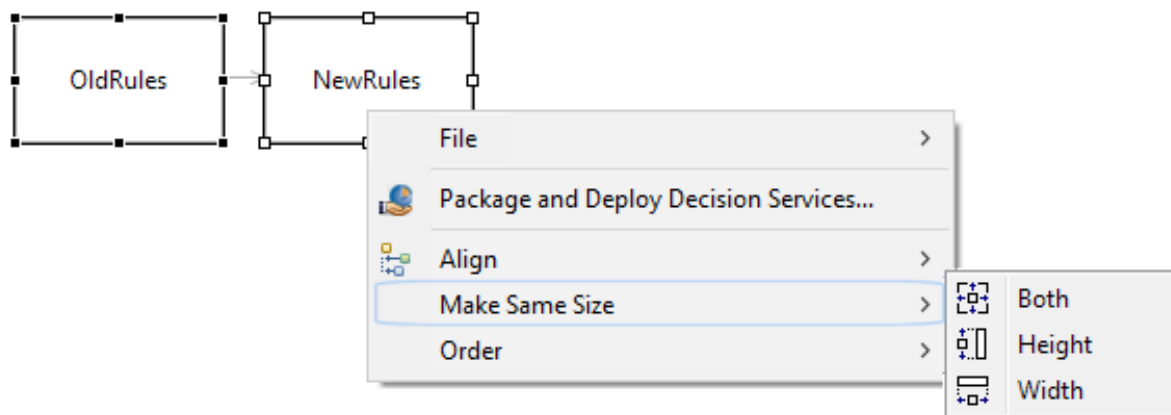 OldRules
NewRules
File
Package and Deploy Decision Services...
Align
Make Same Size
Order
Both
Height
Width